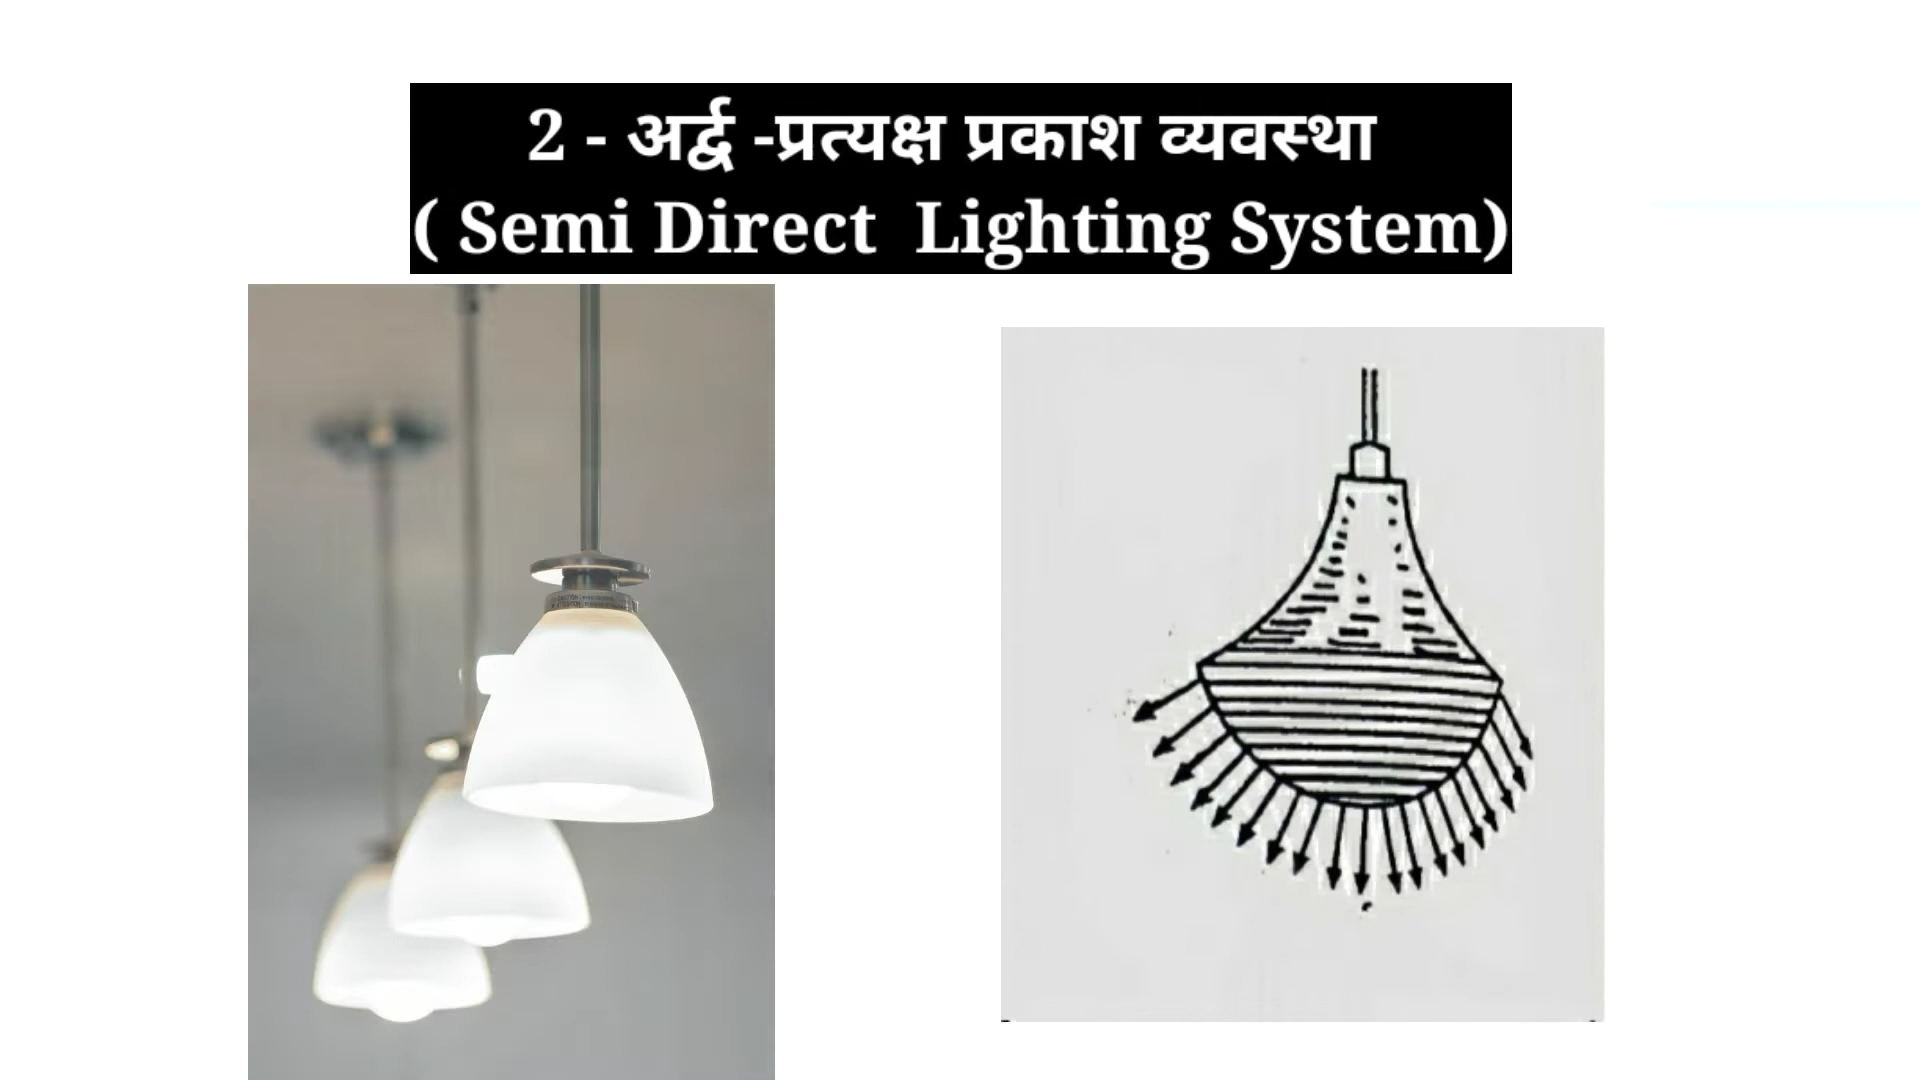 2 - अर्द्व -प्रत्यक्ष प्रकाश व्यवस्था
( Semi Direct  Lighting System)